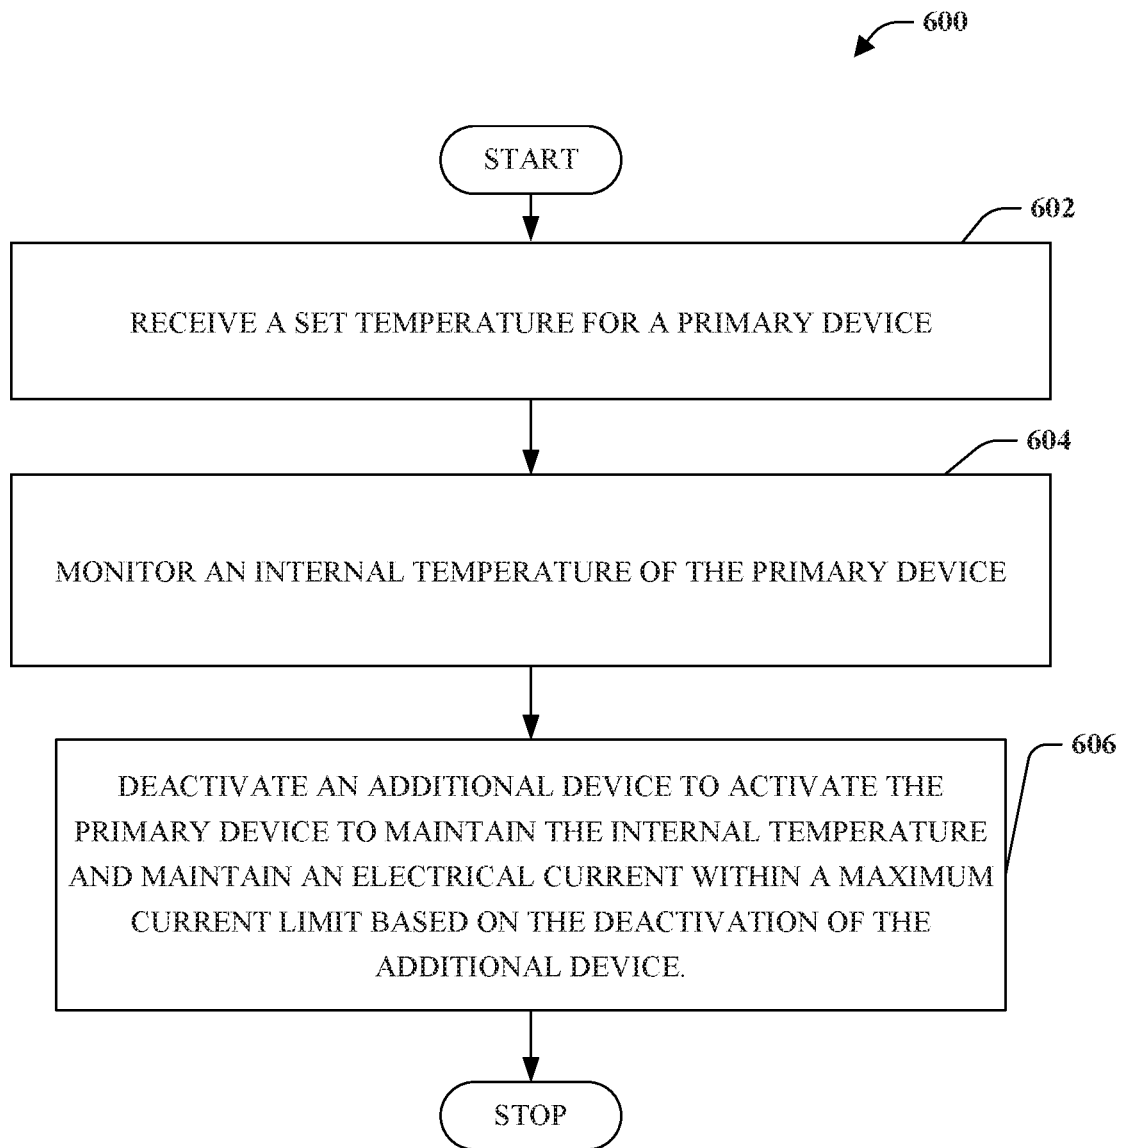 600
START
602
RECEIVE A SET TEMPERATURE FOR A PRIMARY DEVICE
604
MONITOR AN INTERNAL TEMPERATURE OF THE PRIMARY DEVICE
606
DEACTIVATE AN ADDITIONAL DEVICE TO ACTIVATE THE
PRIMARY DEVICE TO MAINTAIN THE INTERNAL TEMPERATURE
AND MAINTAIN AN ELECTRICAL CURRENT WITHIN A MAXIMUM
CURRENT LIMIT BASED ON THE DEACTIVATION OF THE
ADDITIONAL DEVICE.
STOP